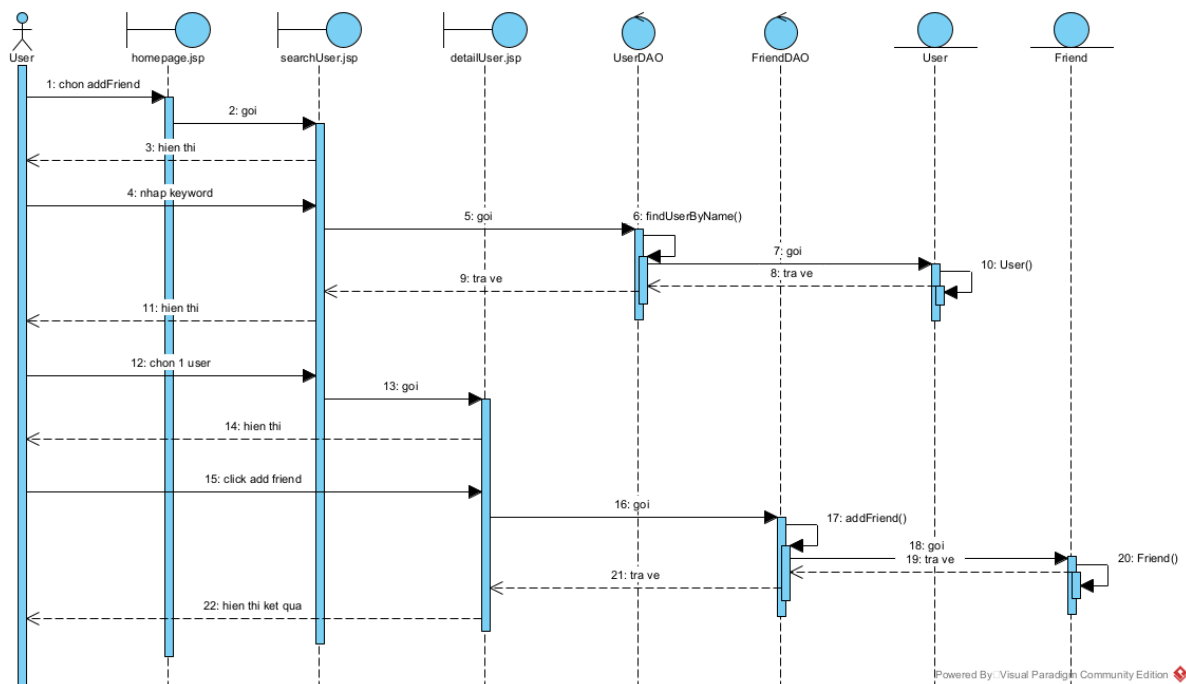 User
homepage.jsp
searchUser.jsp
detailUser.jsp
UserDAO
FriendDAO
User
Friend
1: chon addFriend
2: goi
3: hien thi
4: nhap keyword
5: goi
6: findUserByName()
7: goi
8: tra ve
9: tra ve
10: User()
11: hien thi
12: chon 1 user
13: goi
14: hien thi
15: click add friend
16: goi
17: addFriend()
18: goi
19: tra ve
20: Friend()
21: tra ve
22: hien thi ket qua
Powered By Visual Paradigm Community Edition